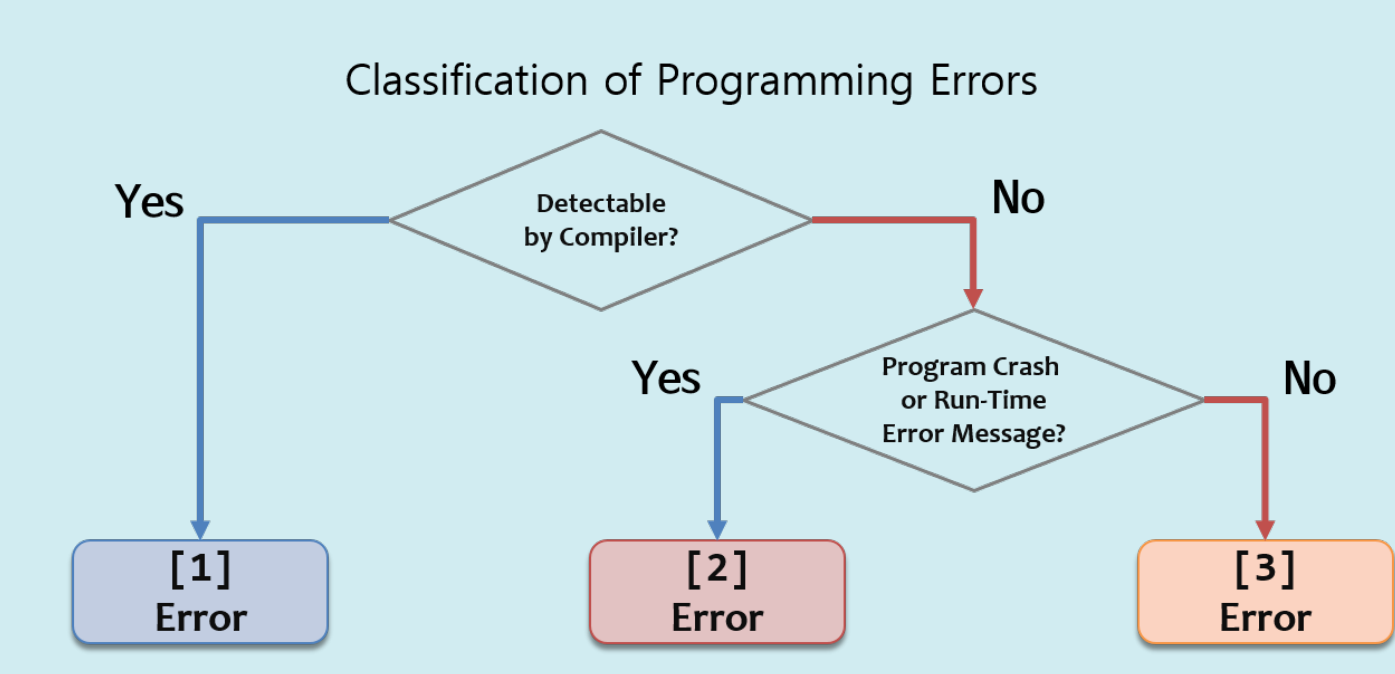 Classification of Programming Errors
Yes
Detectable
by Compiler?
No
Yes
Program Crash
or Run-Time
Error Message?
No
[1]
Error
[2]
Error
[3]
Error